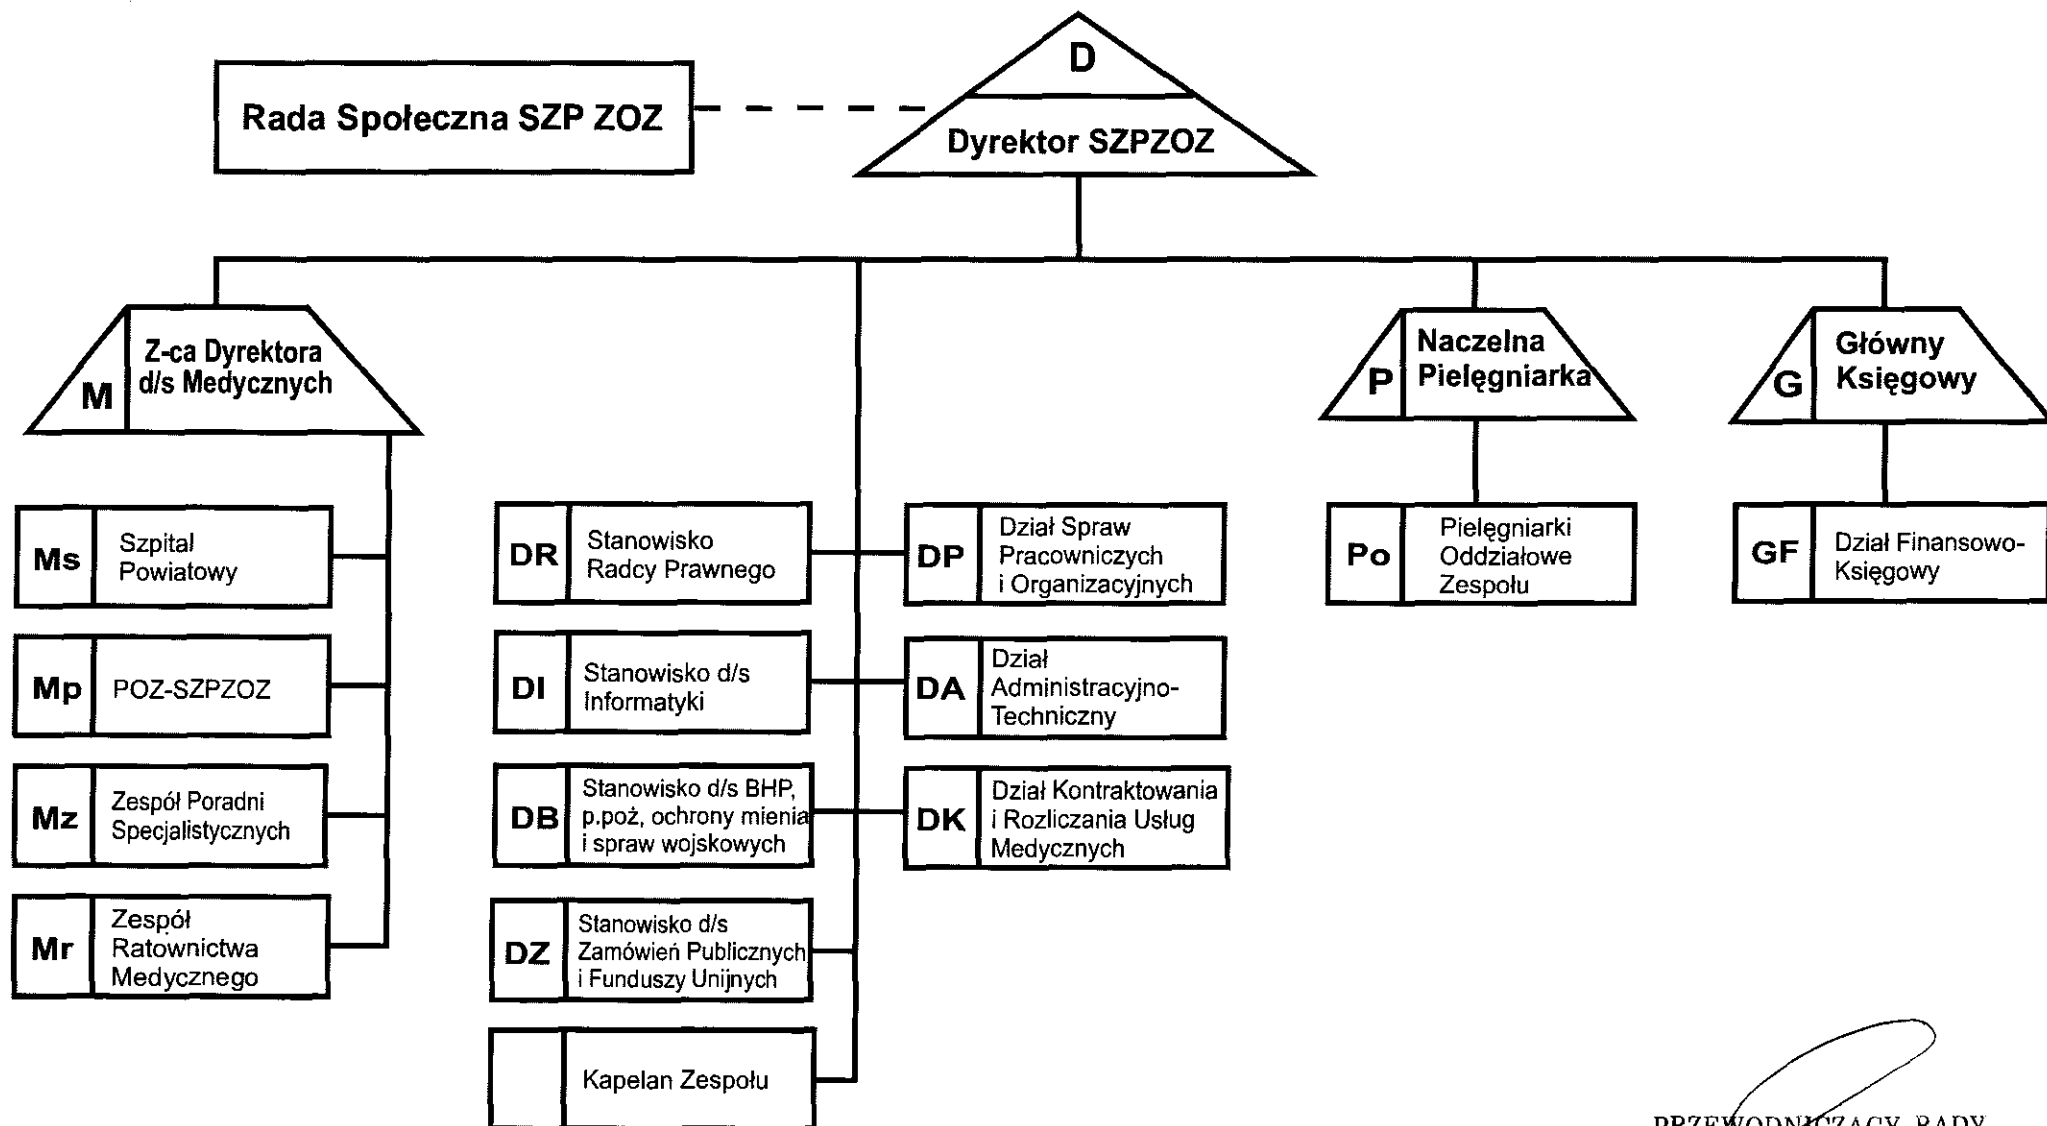 D
Rada Społeczna SZP ZOZ
Dyrektor SZPZOZ
M
Z-ca Dyrektora
d/s Medycznych
P
Naczelna
Pielęgniarka
G
Główny
Księgowy
Ms
Szpital
Powiatowy
Mp
POZ-SZPZOZ
Mz
Zespół Poradni
Specjalistycznych
Mr
Zespół
Ratownictwa
Medycznego
DR
Stanowisko
Radcy Prawnego
DI
Stanowisko d/s
Informatyki
DB
Stanowisko d/s BHP,
p.poż, ochrony mienia
i spraw wojskowych
DZ
Stanowisko d/s
Zamówień Publicznych
i Funduszy Unijnych
Kapelan Zespołu
DP
Dział Spraw
Pracowniczych
i Organizacyjnych
DA
Dział
Administracyjno-
Techniczny
DK
Dział Kontraktowania
i Rozliczania Usług
Medycznych
Po
Pielęgniarki
Oddziałowe
Zespołu
GF
Dział Finansowo-
Księgowy
PRZEWODNICZĄCY RADY